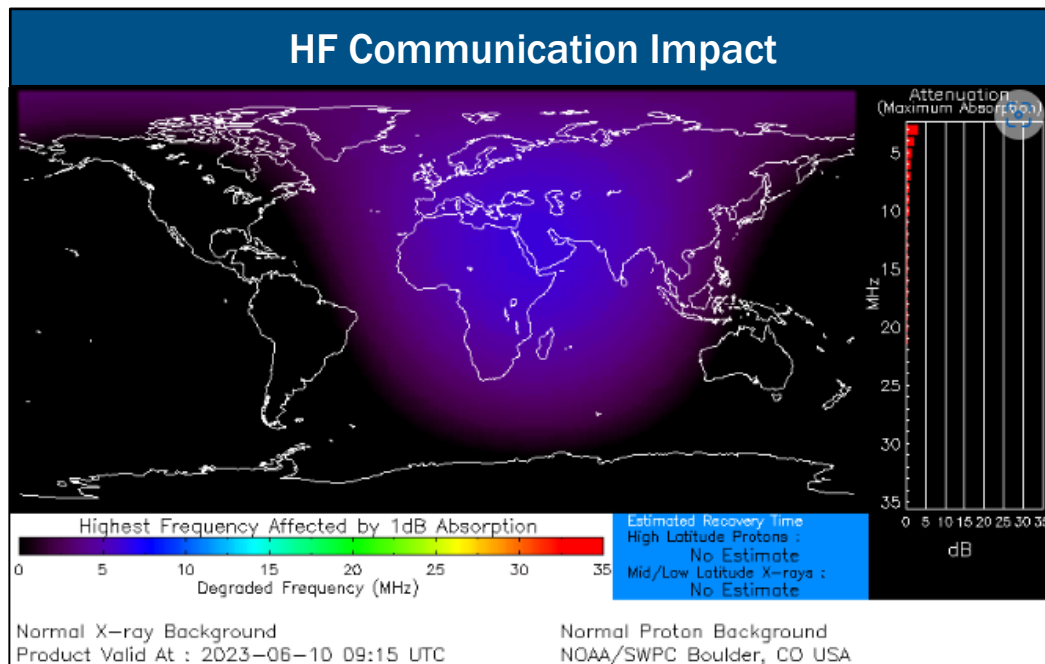 HF Communication Impact
Attenuation
(Maximum Absorption)
5
10
15
20
25
30
35
MHz
0 5 10 15 20 25 30 35
dB
Highest Frequency Affected by 1dB Absorption
0 5 10 15 20 25 30 35
Degraded Frequency (MHz)
Estimated Recovery Time
High Latitude Protons :
No Estimate
Mid/Low Latitude X-rays :
No Estimate
Normal X-ray Background
Product Valid At : 2023-06-10 09:15 UTC
Normal Proton Background
NOAA/SWPC Boulder, CO USA